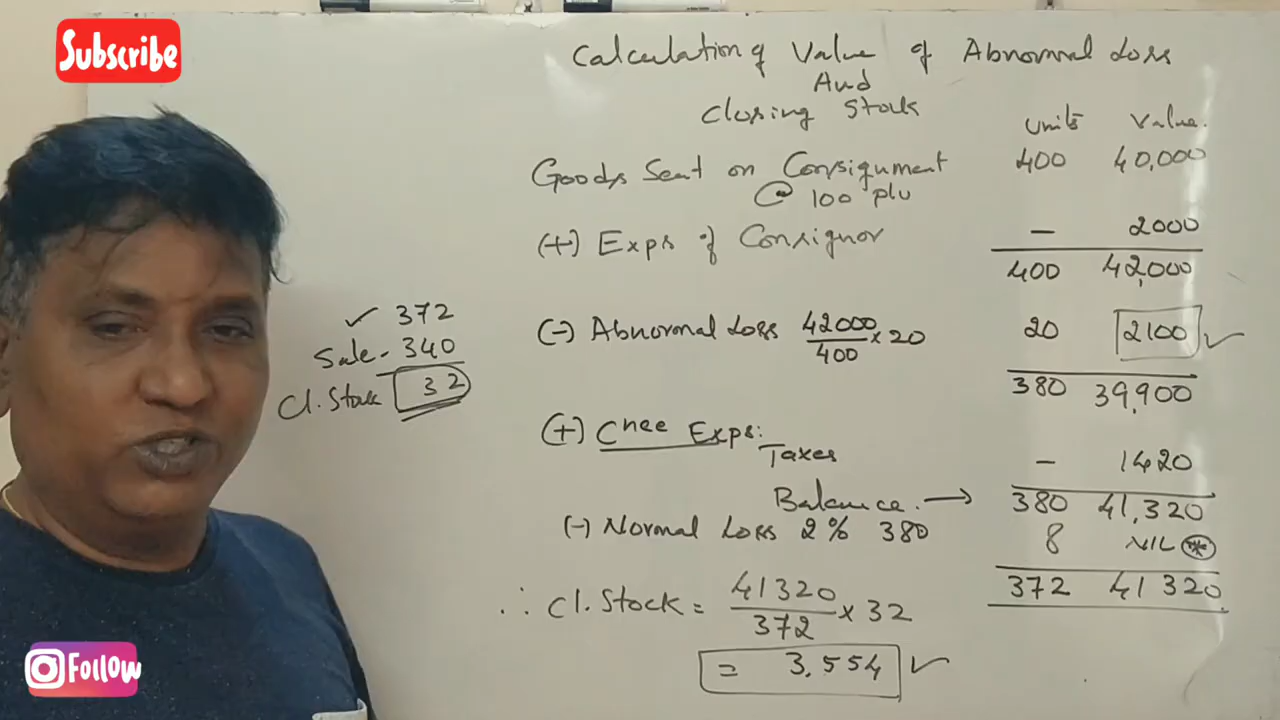 Subscribe
Calculation of Value of Abnormal Loss
And
Closing Stock
Units Value.
Goods Sent on Consignment 400 40,000
@ 100 p/u
(+) Exps of Consignor - 2000
400 42,000
(-) Abnormal Loss 42000/400 × 20 20 2100 ✓
380 39,900
(+) Cnee Exps:
Taxes - 1420
Balance. → 380 41,320
(-) Normal Loss 2% 380 8 NIL **
372 41 320
∴ Cl. Stock = 41320/372 × 32
= 3,554 ✓
✓ 372
Sale - 340
Cl. Stock 32
Follow